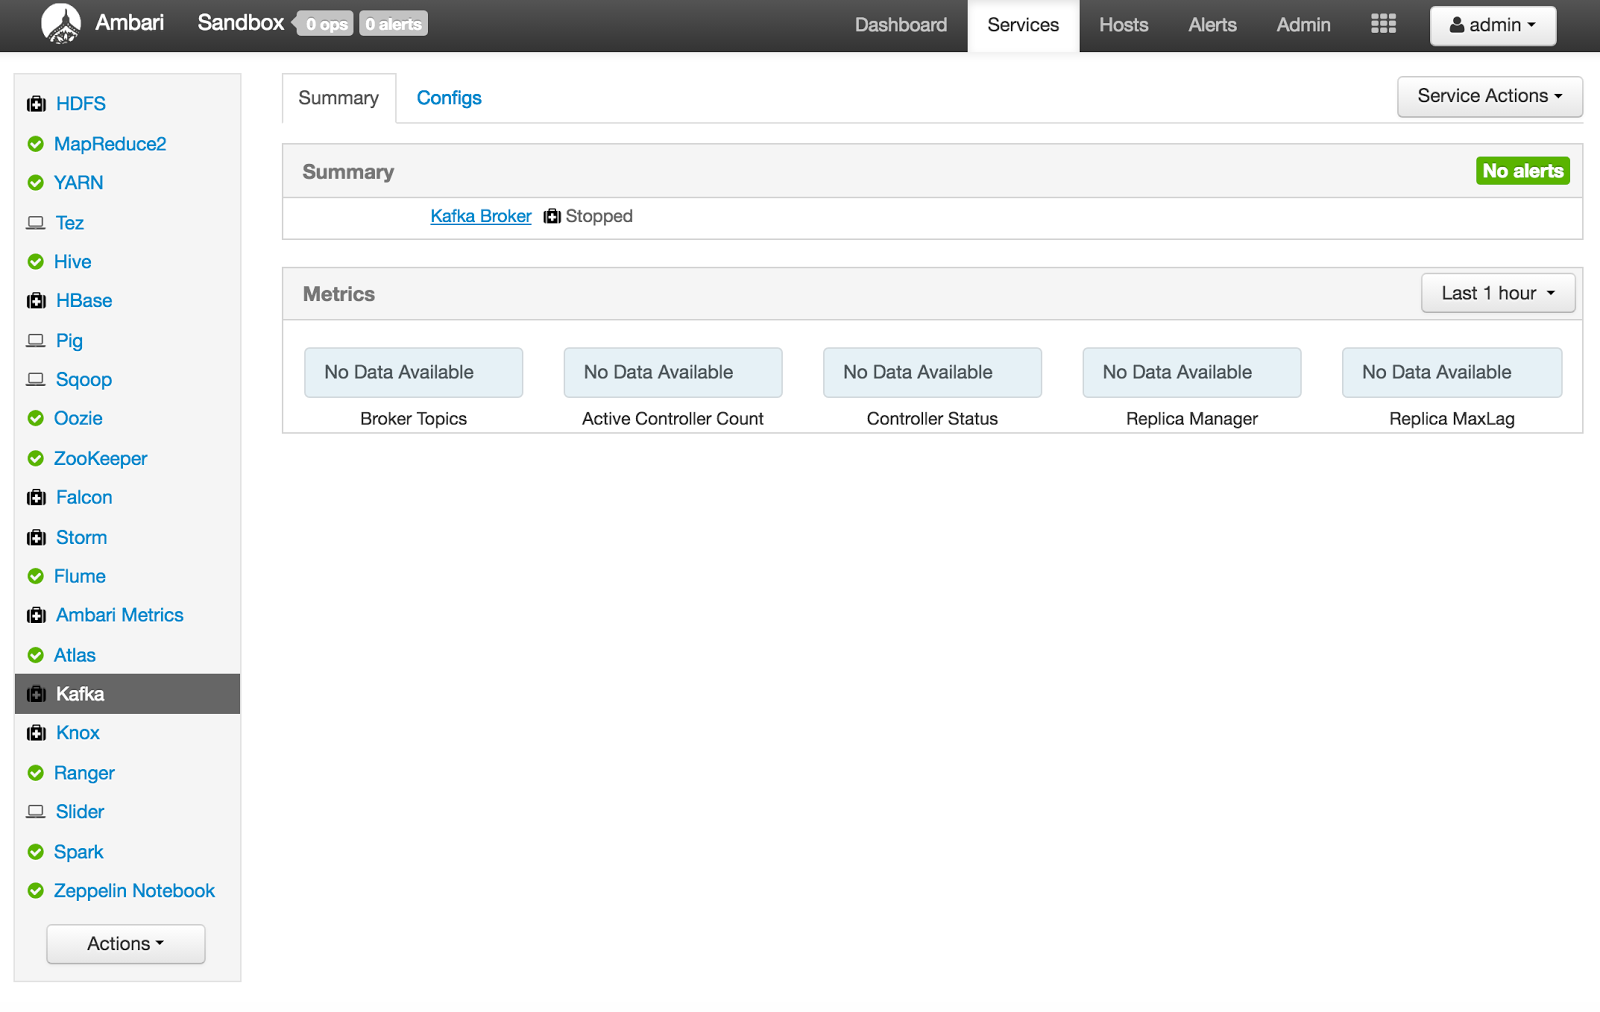 Ambari Sandbox 0 ops 0 alerts Dashboard Services Hosts Alerts Admin admin
HDFS
MapReduce2
YARN
Tez
Hive
HBase
Pig
Sqoop
Oozie
ZooKeeper
Falcon
Storm
Flume
Ambari Metrics
Atlas
Kafka
Knox
Ranger
Slider
Spark
Zeppelin Notebook
Actions
Summary Configs Service Actions
Summary No alerts
Kafka Broker Stopped
Metrics Last 1 hour
No Data Available No Data Available No Data Available No Data Available No Data Available
Broker Topics Active Controller Count Controller Status Replica Manager Replica MaxLag